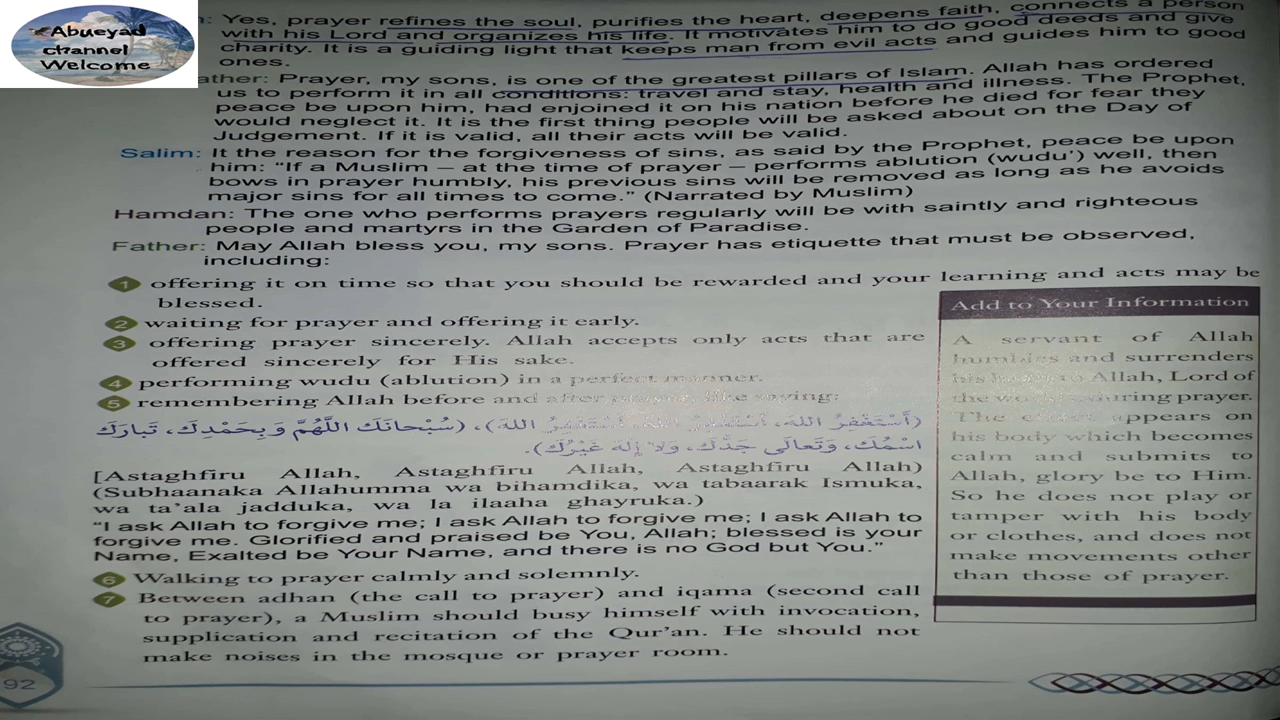 Abueyad
channel
Welcome
Yes, prayer refines the soul, purifies the heart, deepens faith, connects a person
with his Lord and organizes his life. It motivates him to do good deeds and give
charity. It is a guiding light that keeps man from evil acts and guides him to good
ones.
ather: Prayer, my sons, is one of the greatest pillars of Islam. Allah has ordered
us to perform it in all conditions: travel and stay, health and illness. The Prophet,
peace be upon him, had enjoined it on his nation before he died for fear they
would neglect it. It is the first thing people will be asked about on the Day of
Judgement. If it is valid, all their acts will be valid.
Salim: It the reason for the forgiveness of sins, as said by the Prophet, peace be upon
him: "If a Muslim – at the time of prayer – performs ablution (wudu') well, then
bows in prayer humbly, his previous sins will be removed as long as he avoids
major sins for all times to come." (Narrated by Muslim)
Hamdan: The one who performs prayers regularly will be with saintly and righteous
people and martyrs in the Garden of Paradise.
Father: May Allah bless you, my sons. Prayer has etiquette that must be observed,
including:
1 offering it on time so that you should be rewarded and your learning and acts may be
blessed.
2 waiting for prayer and offering it early.
3 offering prayer sincerely. Allah accepts only acts that are
offered sincerely for His sake.
4 performing wudu (ablution) in a perfect manner.
5 remembering Allah before and after prayer, like saying:
(أَسْتَغْفِرُ اللهَ، أَسْتَغْفِرُ اللهَ، أَسْتَغْفِرُ اللهَ)، (سُبْحانَكَ اللَّهُمَّ وَبِحَمْدِكَ، تَبارَكَ
اسْمُكَ، وَتَعالَى جَدُّكَ، وَلا إِلهَ غَيْرُكَ).
[Astaghfiru Allah, Astaghfiru Allah, Astaghfiru Allah)
(Subhaanaka Allahumma wa bihamdika, wa tabaarak Ismuka,
wa ta'ala jadduka, wa la ilaaha ghayruka.)
"I ask Allah to forgive me; I ask Allah to forgive me; I ask Allah to
forgive me. Glorified and praised be You, Allah; blessed is your
Name, Exalted be Your Name, and there is no God but You."
6 Walking to prayer calmly and solemnly.
7 Between adhan (the call to prayer) and iqama (second call
to prayer), a Muslim should busy himself with invocation,
supplication and recitation of the Qur'an. He should not
make noises in the mosque or prayer room.
Add to Your Information
A servant of Allah
humbles and surrenders
his to Allah, Lord of
the during prayer.
The appears on
his body which becomes
calm and submits to
Allah, glory be to Him.
So he does not play or
tamper with his body
or clothes, and does not
make movements other
than those of prayer.
92